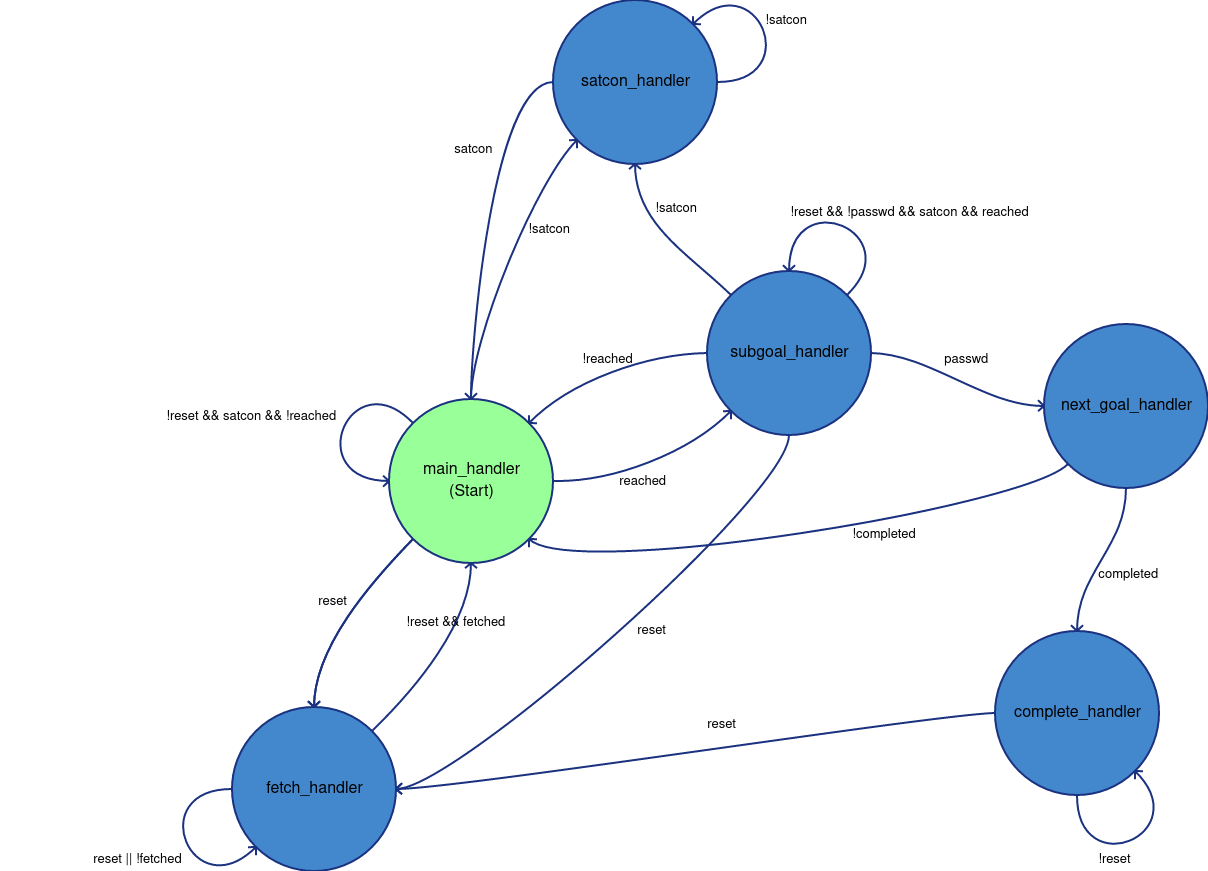 !satcon
satcon_handler
satcon
!satcon
!satcon
!reset && !passwd && satcon && reached
subgoal_handler
!reached
passwd
next_goal_handler
!reset && satcon && !reached
main_handler
(Start)
reached
!completed
completed
reset
!reset && fetched
reset
complete_handler
reset
fetch_handler
reset || !fetched
!reset